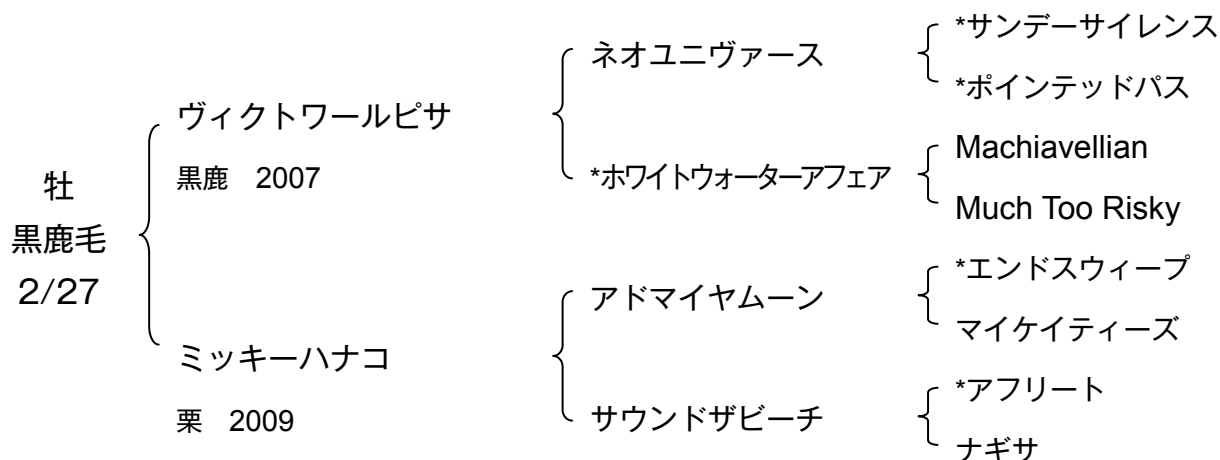 牡
黒鹿毛
2/27
ヴィクトワールピサ
黒鹿 2007
ミッキーハナコ
栗 2009
ネオユニヴァース
*ホワイトウォーターアフェア
アドマイヤムーン
サウンドザビーチ
*サンデーサイレンス
*ポインテッドパス
Machiavellian
Much Too Risky
*エンドスウィープ
マイケイティーズ
*アフリート
ナギサ